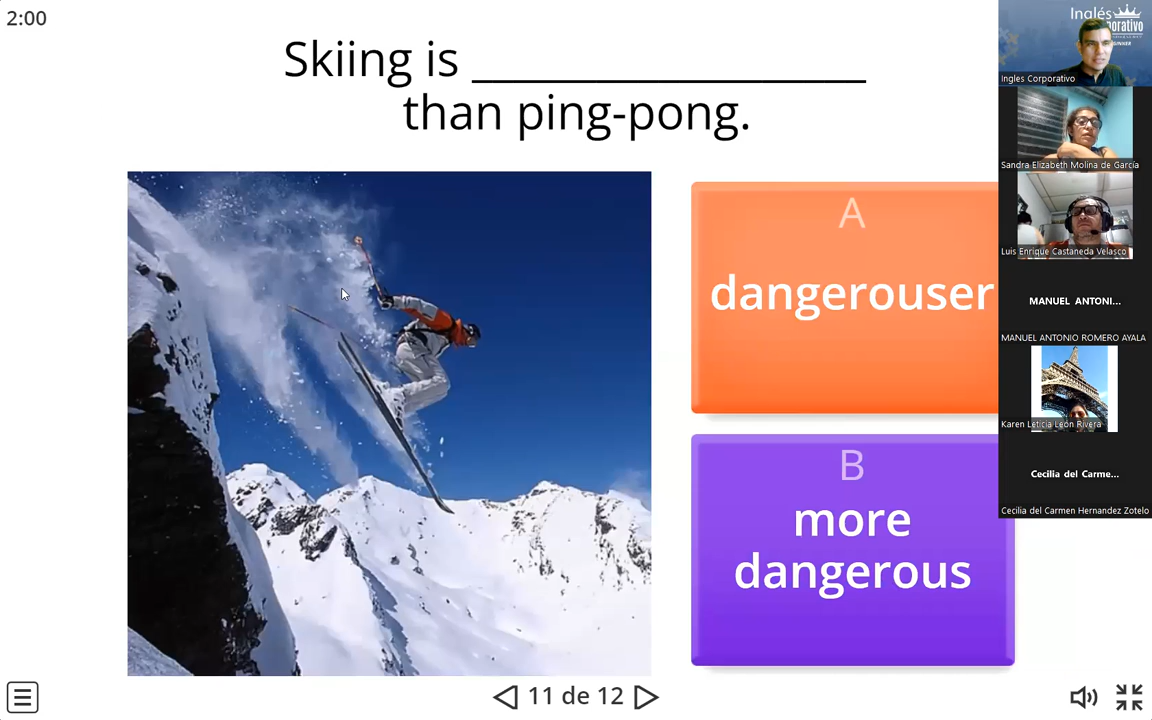 2:00
Skiing is _______________
than ping-pong.
A
dangerouser
B
more
dangerous
11 de 12
Inglés
Ingles Corporativo
Sandra Elizabeth Molina de García
Luis Enrique Castaneda Velasco
MANUEL ANTONI...
MANUEL ANTONIO ROMERO AYALA
Karen Leticia León Rivera
Cecilia del Carme...
Cecilia del Carmen Hernandez Zotelo